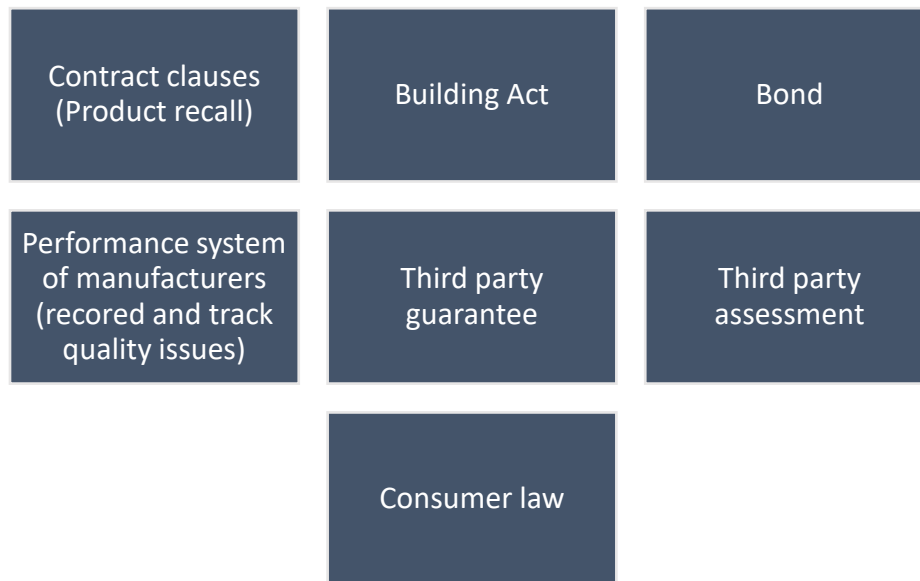 Contract clauses
(Product recall)
Building Act
Bond
Performance system
of manufacturers
(recored and track
quality issues)
Third party
guarantee
Third party
assessment
Consumer law